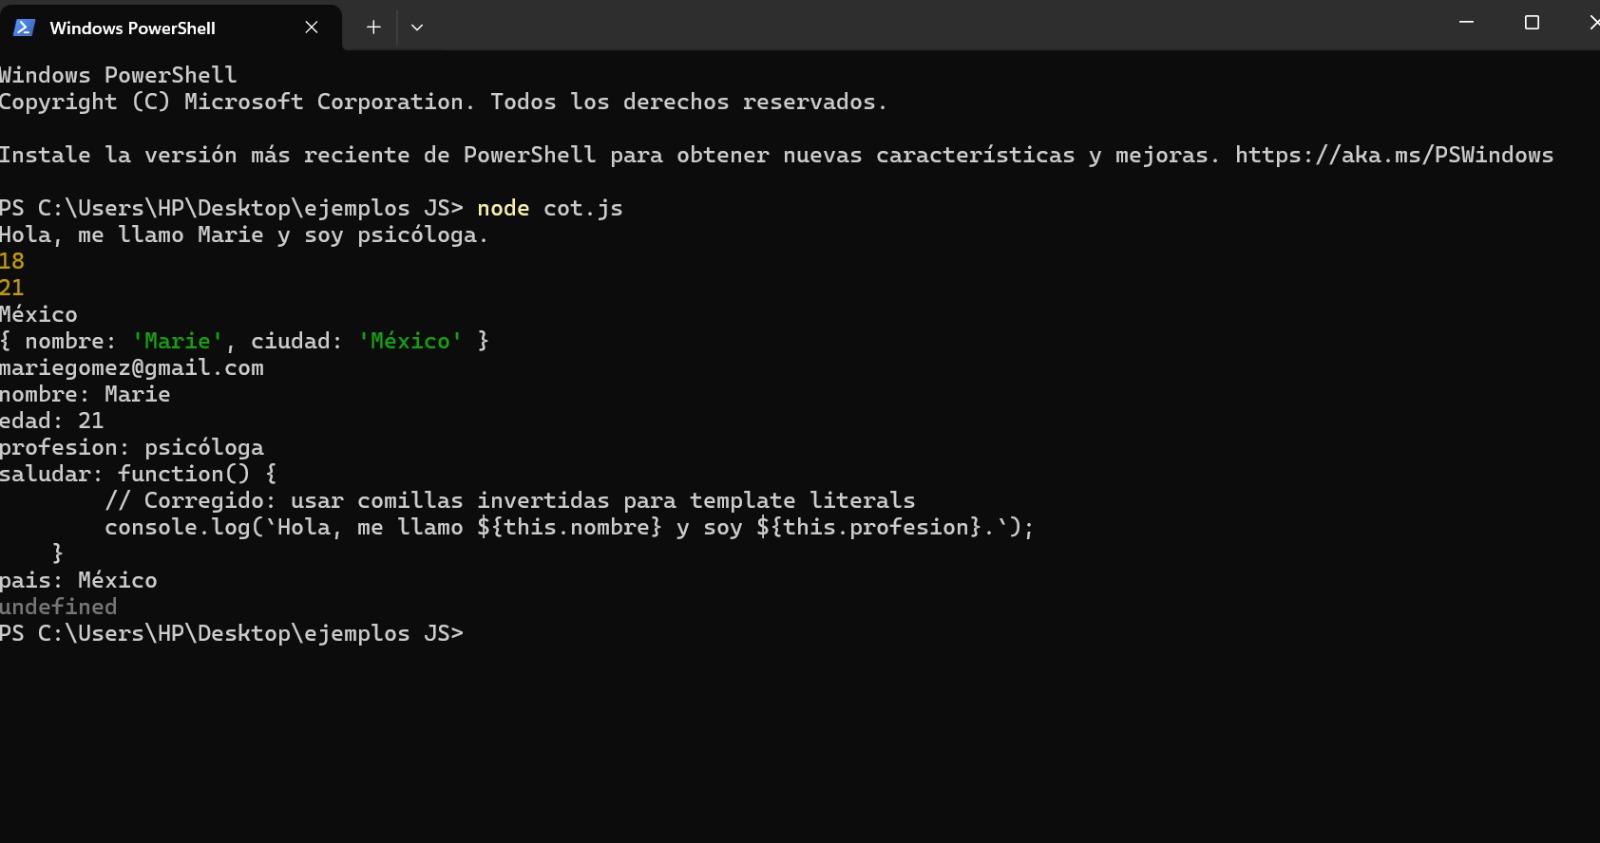 Windows PowerShell
Windows PowerShell
Copyright (C) Microsoft Corporation. Todos los derechos reservados.
Instale la versión más reciente de PowerShell para obtener nuevas características y mejoras. https://aka.ms/PSWindows
PS C:\Users\HP\Desktop\ejemplos JS> node cot.js
Hola, me llamo Marie y soy psicóloga.
18
21
México
{ nombre: 'Marie', ciudad: 'México' }
mariegomez@gmail.com
nombre: Marie
edad: 21
profesion: psicóloga
saludar: function() {
        // Corregido: usar comillas invertidas para template literals
        console.log(`Hola, me llamo ${this.nombre} y soy ${this.profesion}.`);
    }
pais: México
undefined
PS C:\Users\HP\Desktop\ejemplos JS>